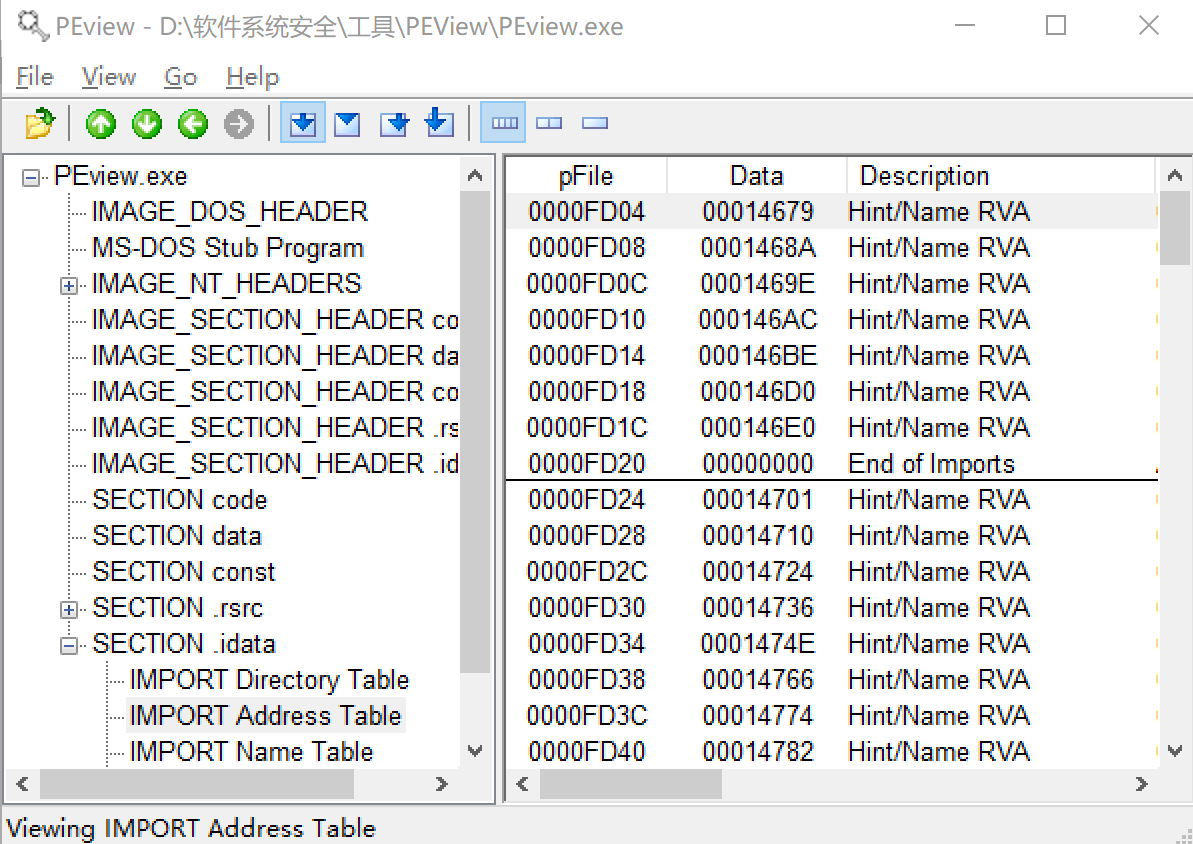 PEview - D:\软件系统安全\工具\PEView\PEview.exe
File View Go Help
PEview.exe
IMAGE_DOS_HEADER
MS-DOS Stub Program
IMAGE_NT_HEADERS
IMAGE_SECTION_HEADER co
IMAGE_SECTION_HEADER da
IMAGE_SECTION_HEADER co
IMAGE_SECTION_HEADER .rs
IMAGE_SECTION_HEADER .id
SECTION code
SECTION data
SECTION const
SECTION .rsrc
SECTION .idata
IMPORT Directory Table
IMPORT Address Table
IMPORT Name Table
pFile Data Description
0000FD04 00014679 Hint/Name RVA
0000FD08 0001468A Hint/Name RVA
0000FD0C 0001469E Hint/Name RVA
0000FD10 000146AC Hint/Name RVA
0000FD14 000146BE Hint/Name RVA
0000FD18 000146D0 Hint/Name RVA
0000FD1C 000146E0 Hint/Name RVA
0000FD20 00000000 End of Imports
0000FD24 00014701 Hint/Name RVA
0000FD28 00014710 Hint/Name RVA
0000FD2C 00014724 Hint/Name RVA
0000FD30 00014736 Hint/Name RVA
0000FD34 0001474E Hint/Name RVA
0000FD38 00014766 Hint/Name RVA
0000FD3C 00014774 Hint/Name RVA
0000FD40 00014782 Hint/Name RVA
Viewing IMPORT Address Table